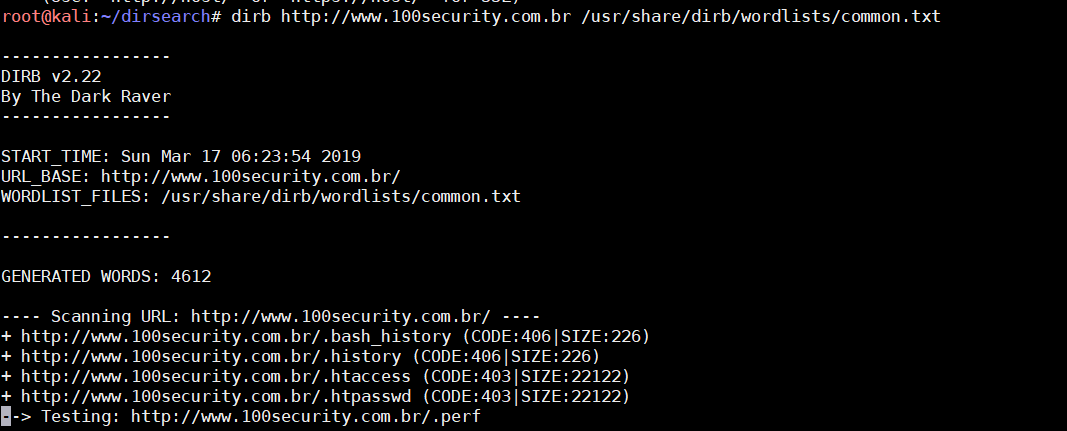 root@kali:~/dirsearch# dirb http://www.100security.com.br /usr/share/dirb/wordlists/common.txt
-----------------
DIRB v2.22
By The Dark Raver
-----------------
START_TIME: Sun Mar 17 06:23:54 2019
URL_BASE: http://www.100security.com.br/
WORDLIST_FILES: /usr/share/dirb/wordlists/common.txt
-----------------
GENERATED WORDS: 4612
---- Scanning URL: http://www.100security.com.br/ ----
+ http://www.100security.com.br/.bash_history (CODE:406|SIZE:226)
+ http://www.100security.com.br/.history (CODE:406|SIZE:226)
+ http://www.100security.com.br/.htaccess (CODE:403|SIZE:22122)
+ http://www.100security.com.br/.htpasswd (CODE:403|SIZE:22122)
--> Testing: http://www.100security.com.br/.perf